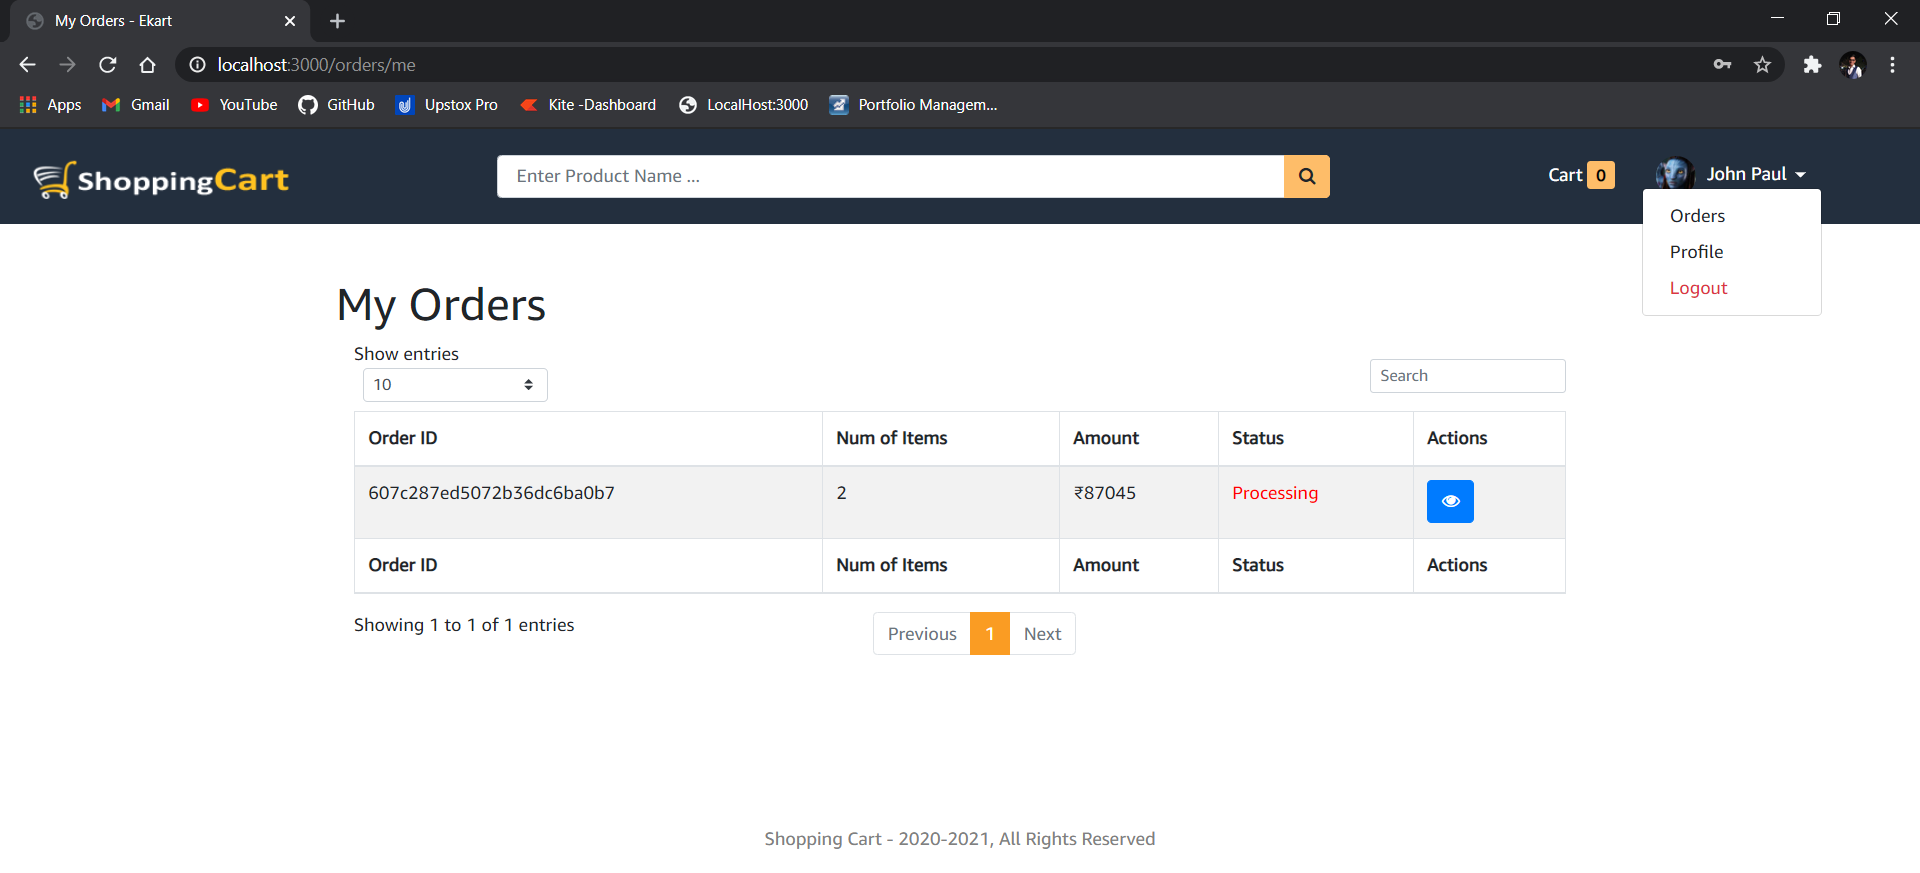 My Orders - Ekart
localhost:3000/orders/me
Apps Gmail YouTube GitHub Upstox Pro Kite -Dashboard LocalHost:3000 Portfolio Managem...
ShoppingCart Enter Product Name ... Cart 0 John Paul
Orders
Profile
Logout
My Orders
Show entries
10 Search
Order ID Num of Items Amount Status Actions
607c287ed5072b36dc6ba0b7 2 ₹87045 Processing
Order ID Num of Items Amount Status Actions
Showing 1 to 1 of 1 entries Previous 1 Next
Shopping Cart - 2020-2021, All Rights Reserved